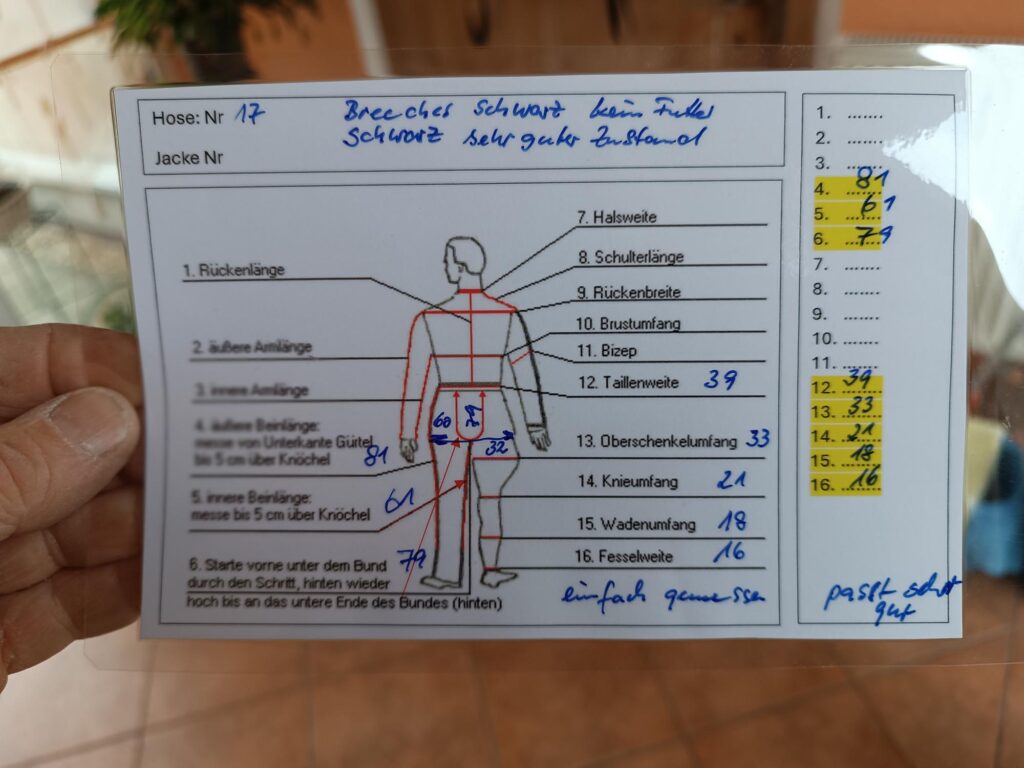 Hose: Nr 17
Breeches Schwarz kein Futter
Schwarz sehr guter Zustand
Jacke Nr
1. Rückenlänge
2. äußere Armlänge
3. innere Armlänge
4. äußere Beinlänge:
messe von Unterkante Gürtel
bis 5 cm über Knöchel 81
5. innere Beinlänge:
messe bis 5 cm über Knöchel 61
6. Starte vorne unter dem Bund 79
durch den Schritt, hinten wieder
hoch bis an das untere Ende des Bundes (hinten)
60
79
32
7. Halsweite
8. Schulterlänge
9. Rückenbreite
10. Brustumfang
11. Bizep
12. Taillenweite 39
13. Oberschenkelumfang 33
14. Knieumfang 21
15. Wadenumfang 18
16. Fesselweite 16
einfach gemessen
1. .......
2. .......
3. .......
4. ....... 81
5. ....... 61
6. ....... 79
7. .......
8. .......
9. .......
10. .......
11. .......
12. ....... 39
13. ....... 33
14. ....... 21
15. ....... 18
16. ....... 16
passt sehr
gut